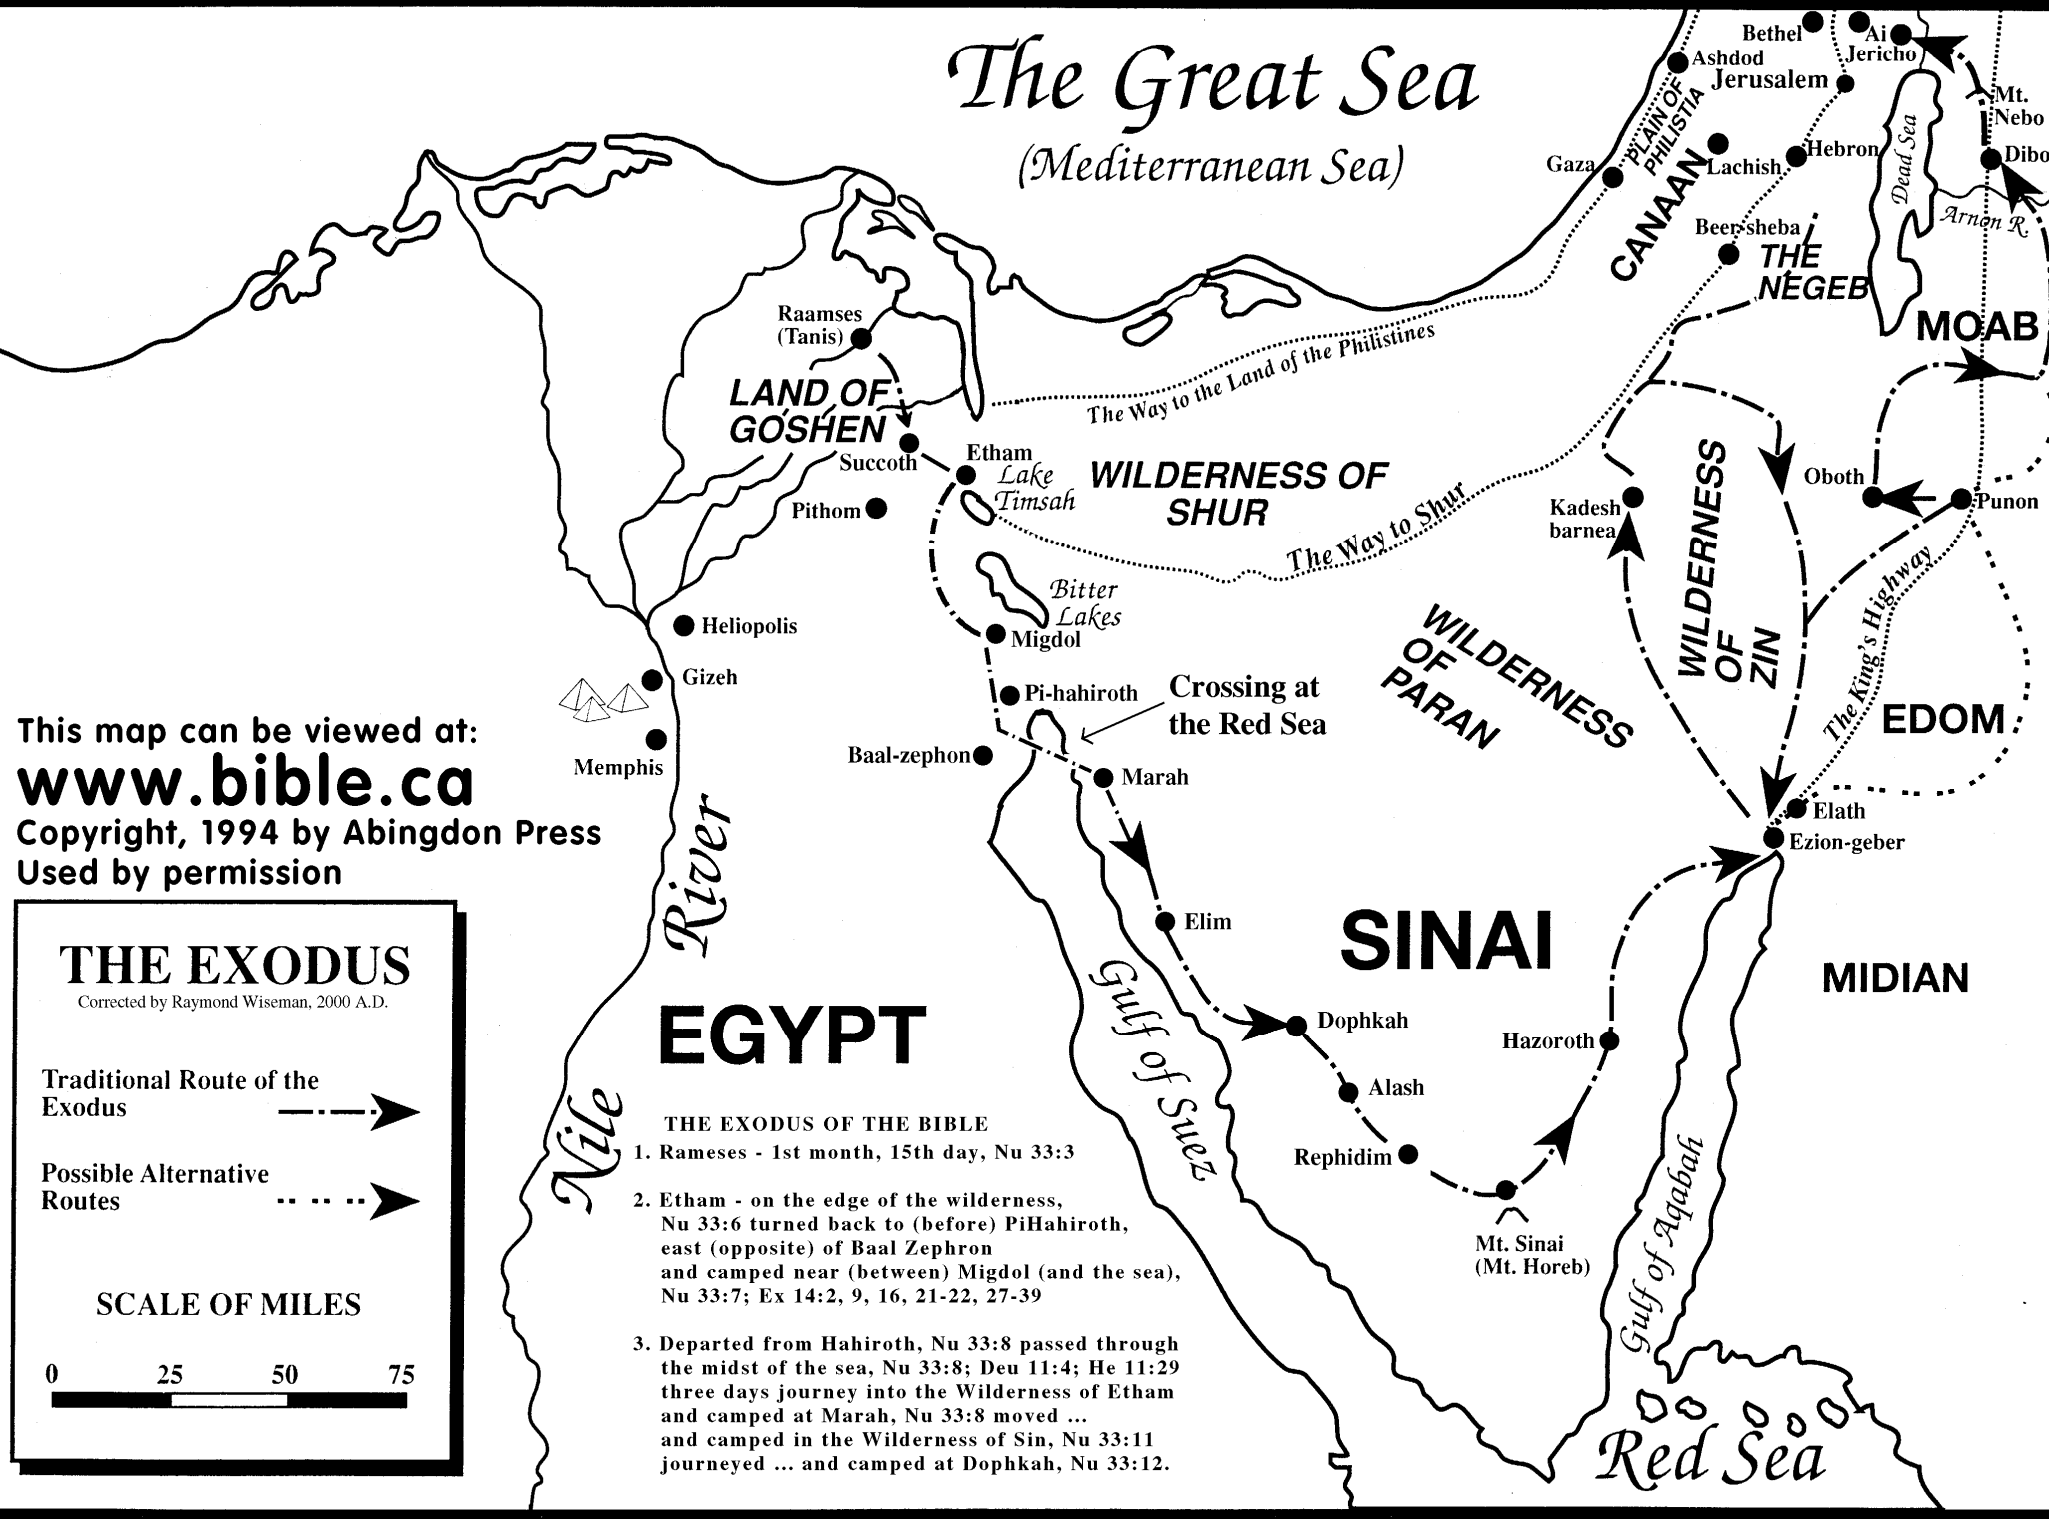 The Great Sea
(Mediterranean Sea)
Bethel
Ai
Jericho
Ashdod
Jerusalem
PLAIN OF
PHILISTIA
Mt.
Nebo
Gaza
Lachish
Hebron
Dead Sea
Dibo
CANAAN
Arnon R.
Beer-sheba
THE
NEGEB
MOAB
Raamses
(Tanis)
The Way to the Land of the Philistines
LAND OF
GOSHEN
Succoth
Etham
Lake
Timsah
WILDERNESS OF
SHUR
Pithom
The Way to Shur
Kadesh
barnea
WILDERNESS
OF
ZIN
Oboth
Punon
Bitter
Lakes
Heliopolis
Migdol
WILDERNESS
OF
PARAN
The King's Highway
Gizeh
Pi-hahiroth
Crossing at
the Red Sea
EDOM
Memphis
Baal-zephon
Marah
Elath
Ezion-geber
This map can be viewed at:
www.bible.ca
Copyright, 1994 by Abingdon Press
Used by permission
Nile River
Elim
SINAI
MIDIAN
Gulf of Suez
EGYPT
Dophkah
Hazoroth
Alash
Rephidim
Mt. Sinai
(Mt. Horeb)
Gulf of Aqabah
Red Sea
THE EXODUS
Corrected by Raymond Wiseman, 2000 A.D.
Traditional Route of the
Exodus
Possible Alternative
Routes
SCALE OF MILES
0 25 50 75
THE EXODUS OF THE BIBLE
1. Rameses - 1st month, 15th day, Nu 33:3
2. Etham - on the edge of the wilderness,
Nu 33:6 turned back to (before) PiHahiroth,
east (opposite) of Baal Zephron
and camped near (between) Migdol (and the sea),
Nu 33:7; Ex 14:2, 9, 16, 21-22, 27-39
3. Departed from Hahiroth, Nu 33:8 passed through
the midst of the sea, Nu 33:8; Deu 11:4; He 11:29
three days journey into the Wilderness of Etham
and camped at Marah, Nu 33:8 moved ...
and camped in the Wilderness of Sin, Nu 33:11
journeyed ... and camped at Dophkah, Nu 33:12.